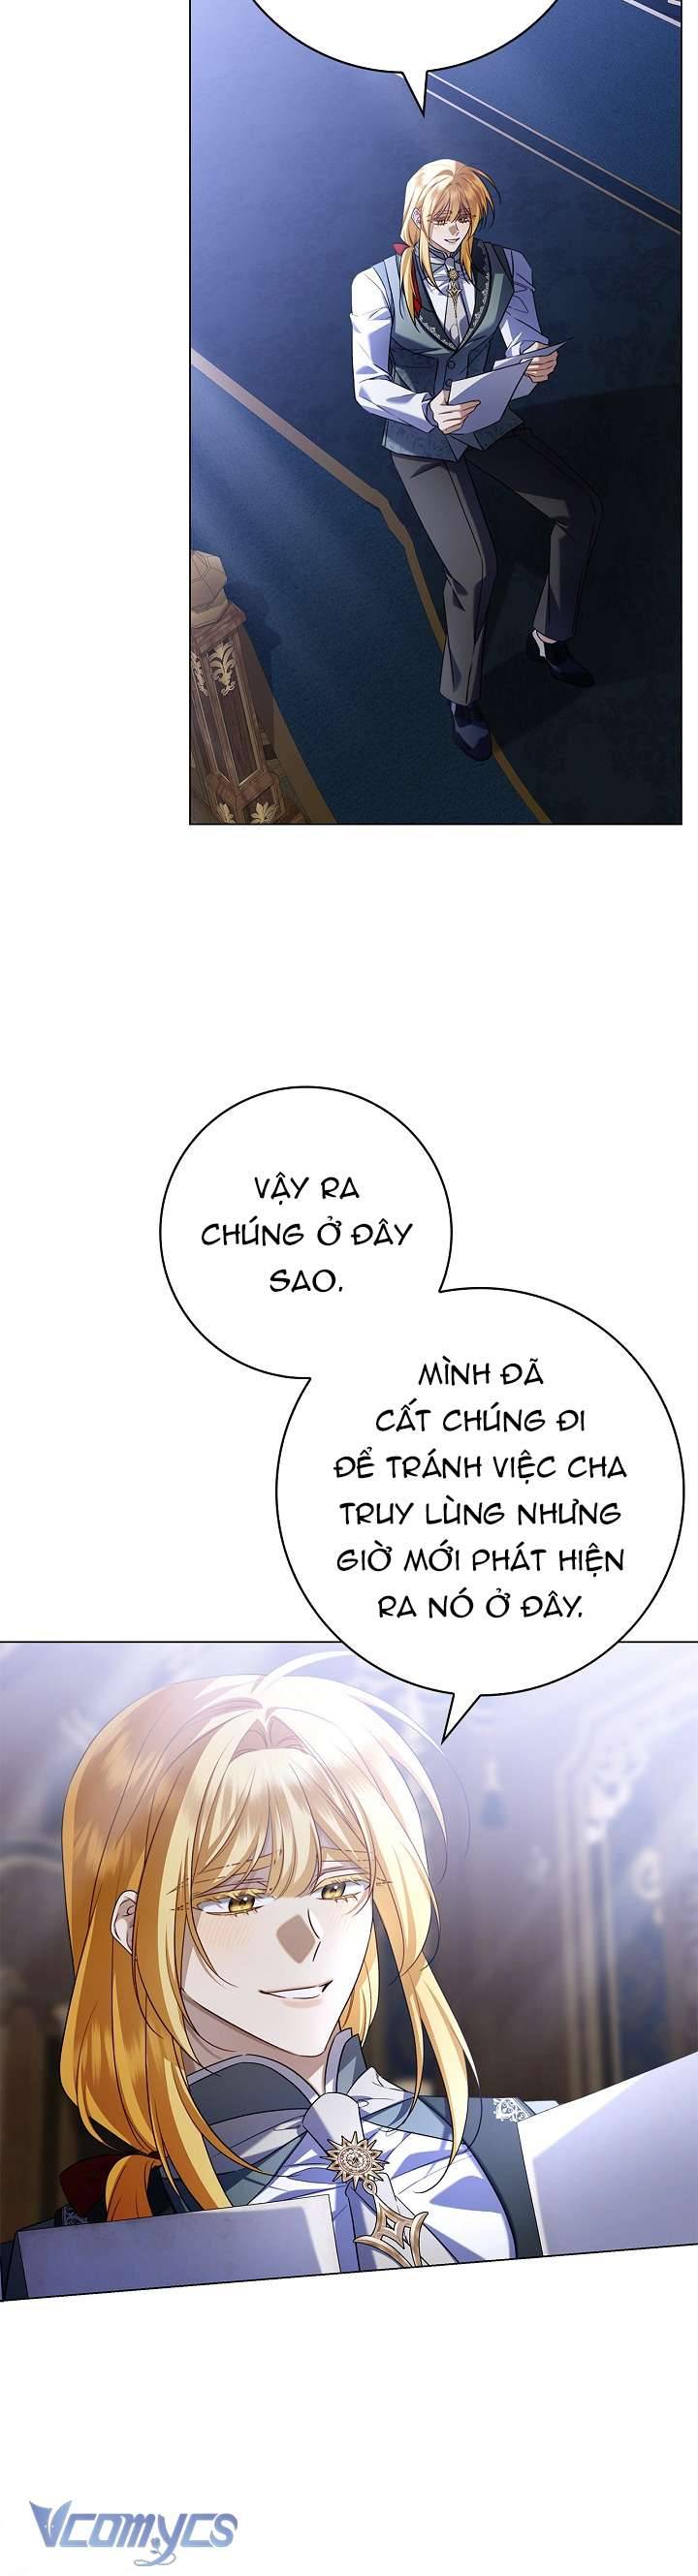 VẬY RA
CHÚNG Ở ĐÂY
SAO.
MÌNH ĐÃ
CẤT CHÚNG ĐI
ĐỂ TRÁNH VIỆC CHA
TRUY LÙNG NHƯNG
GIỜ MỚI PHÁT HIỆN
RA NÓ Ở ĐÂY.
Vcomycs